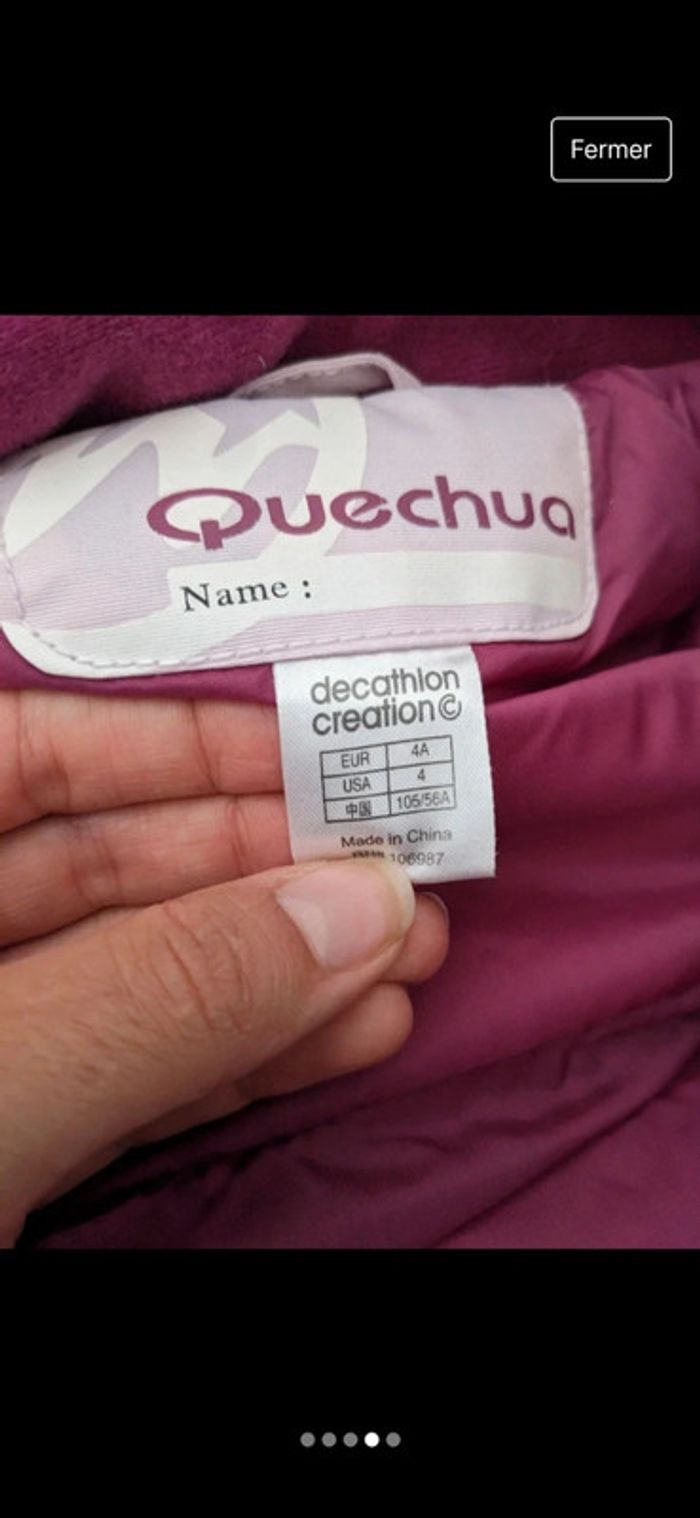 Fermer
Quechua
Name :
decathlon
creation©
EUR 4A
USA 4
中国 105/56A
Made in China
106987